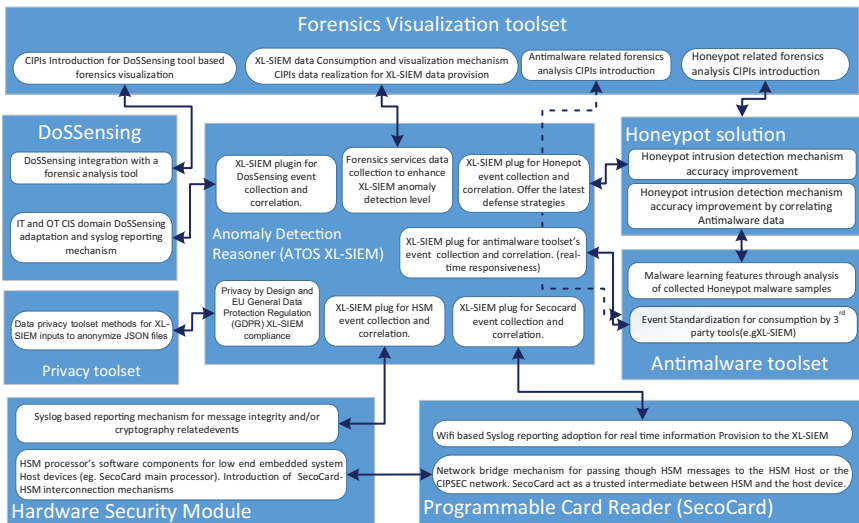 Forensics Visualization toolset
CIPIs Introduction for DoSSensing tool based
forensics visualization
XL-SIEM data Consumption and visualization mechanism
CIPIs data realization for XL-SIEM data provision
Antimalware related forensics
analysis CIPIs introduction
Honeypot related forensics
analysis CIPIs introduction
DoSSensing
DoSSensing integration with a
forensic analysis tool
IT and OT CIS domain DoSSensing
adaptation and syslog reporting
mechanism
XL-SIEM plugin for
DosSensing event
collection and
correlation.
Forensics services data
collection to enhance
XL-SIEM anomaly
detection level
XL-SIEM plug for Honepot
event collection and
correlation. Offer the latest
defense strategies
Anomaly Detection
Reasoner (ATOS XL-SIEM)
XL-SIEM plug for antimalware toolset's
event collection and correlation. (real-
time responsiveness)
Privacy by Design and
EU General Data
Protection Regulation
(GDPR) XL-SIEM
compliance
XL-SIEM plug for HSM
event collection and
correlation.
XL-SIEM plug for Secocard
event collection and
correlation.
Honeypot solution
Honeypot intrusion detection mechanism
accuracy improvement
Honeypot intrusion detection mechanism
accuracy improvement by correlating
Antimalware data
Malware learning features through analysis
of collected Honeypot malware samples
Event Standardization for consumption by 3rd
party tools(e.gXL-SIEM)
Antimalware toolset
Data privacy toolset methods for XL-
SIEM inputs to anonymize JSON files
Privacy toolset
Syslog based reporting mechanism for message integrity and/or
cryptography relatedevents
HSM processor's software components for low end embedded system
Host devices (eg. SecoCard main processor). Introduction of SecoCard-
HSM interconnection mechanisms
Hardware Security Module
Wifi based Syslog reporting adoption for real time information Provision to the XL-SIEM
Network bridge mechanism for passing though HSM messages to the HSM Host or the
CIPSEC network. SecoCard act as a trusted intermediate between HSM and the host device.
Programmable Card Reader (SecoCard)